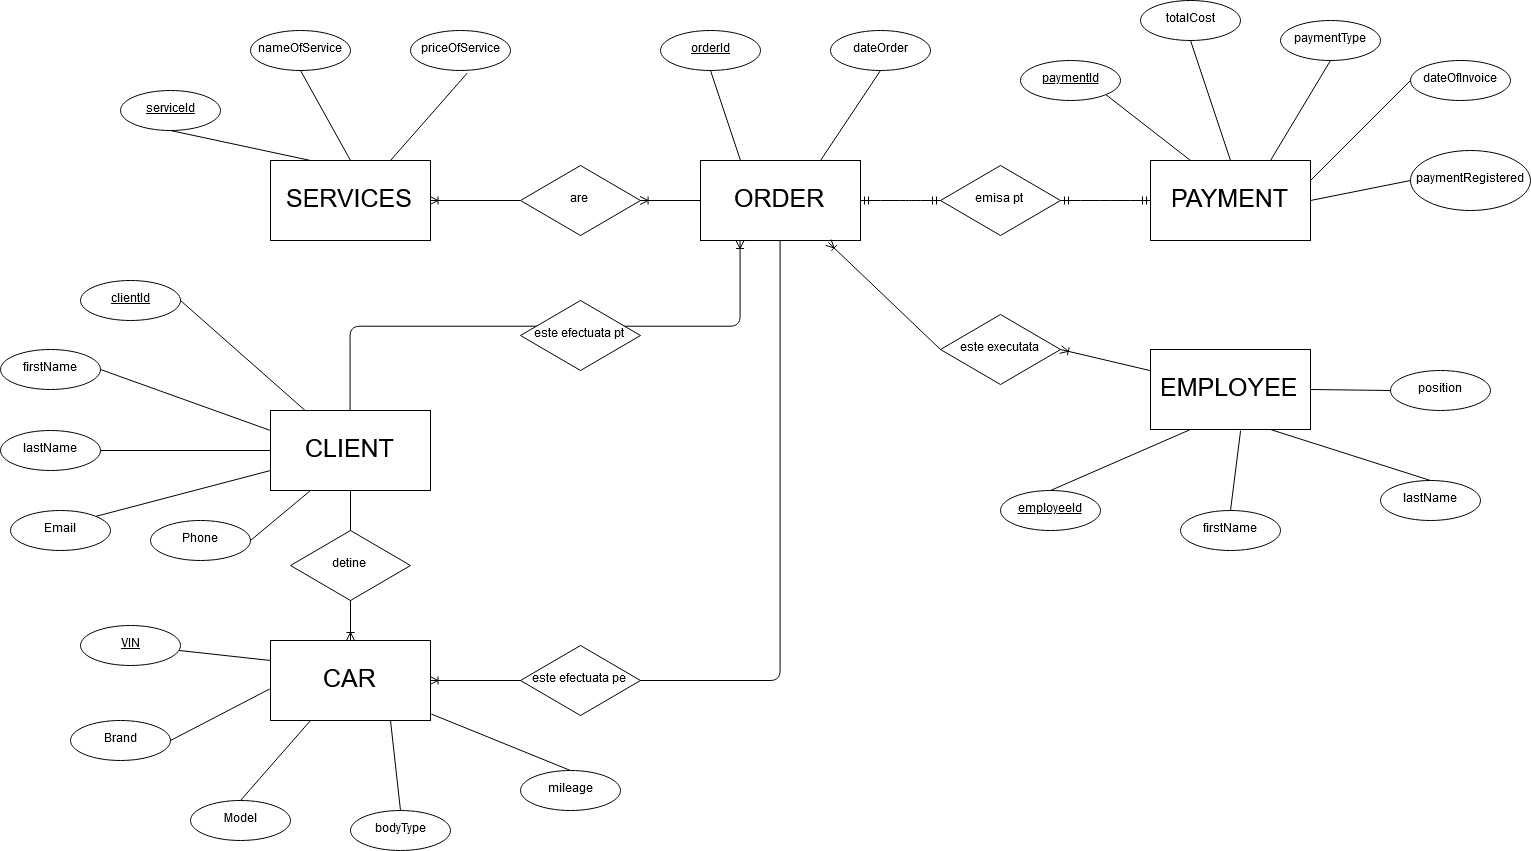 totalCost
nameOfService
priceOfService
orderId
dateOrder
paymentType
paymentId
dateOfInvoice
serviceId
paymentRegistered
SERVICES
are
ORDER
emisa pt
PAYMENT
clientId
este efectuata pt
este executata
firstName
EMPLOYEE
position
lastName
CLIENT
employeeId
lastName
Email
Phone
firstName
detine
VIN
CAR
este efectuata pe
Brand
mileage
Model
bodyType